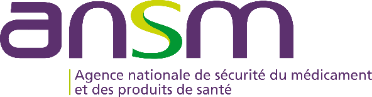 ansm
Agence nationale de sécurité du médicament
et des produits de santé